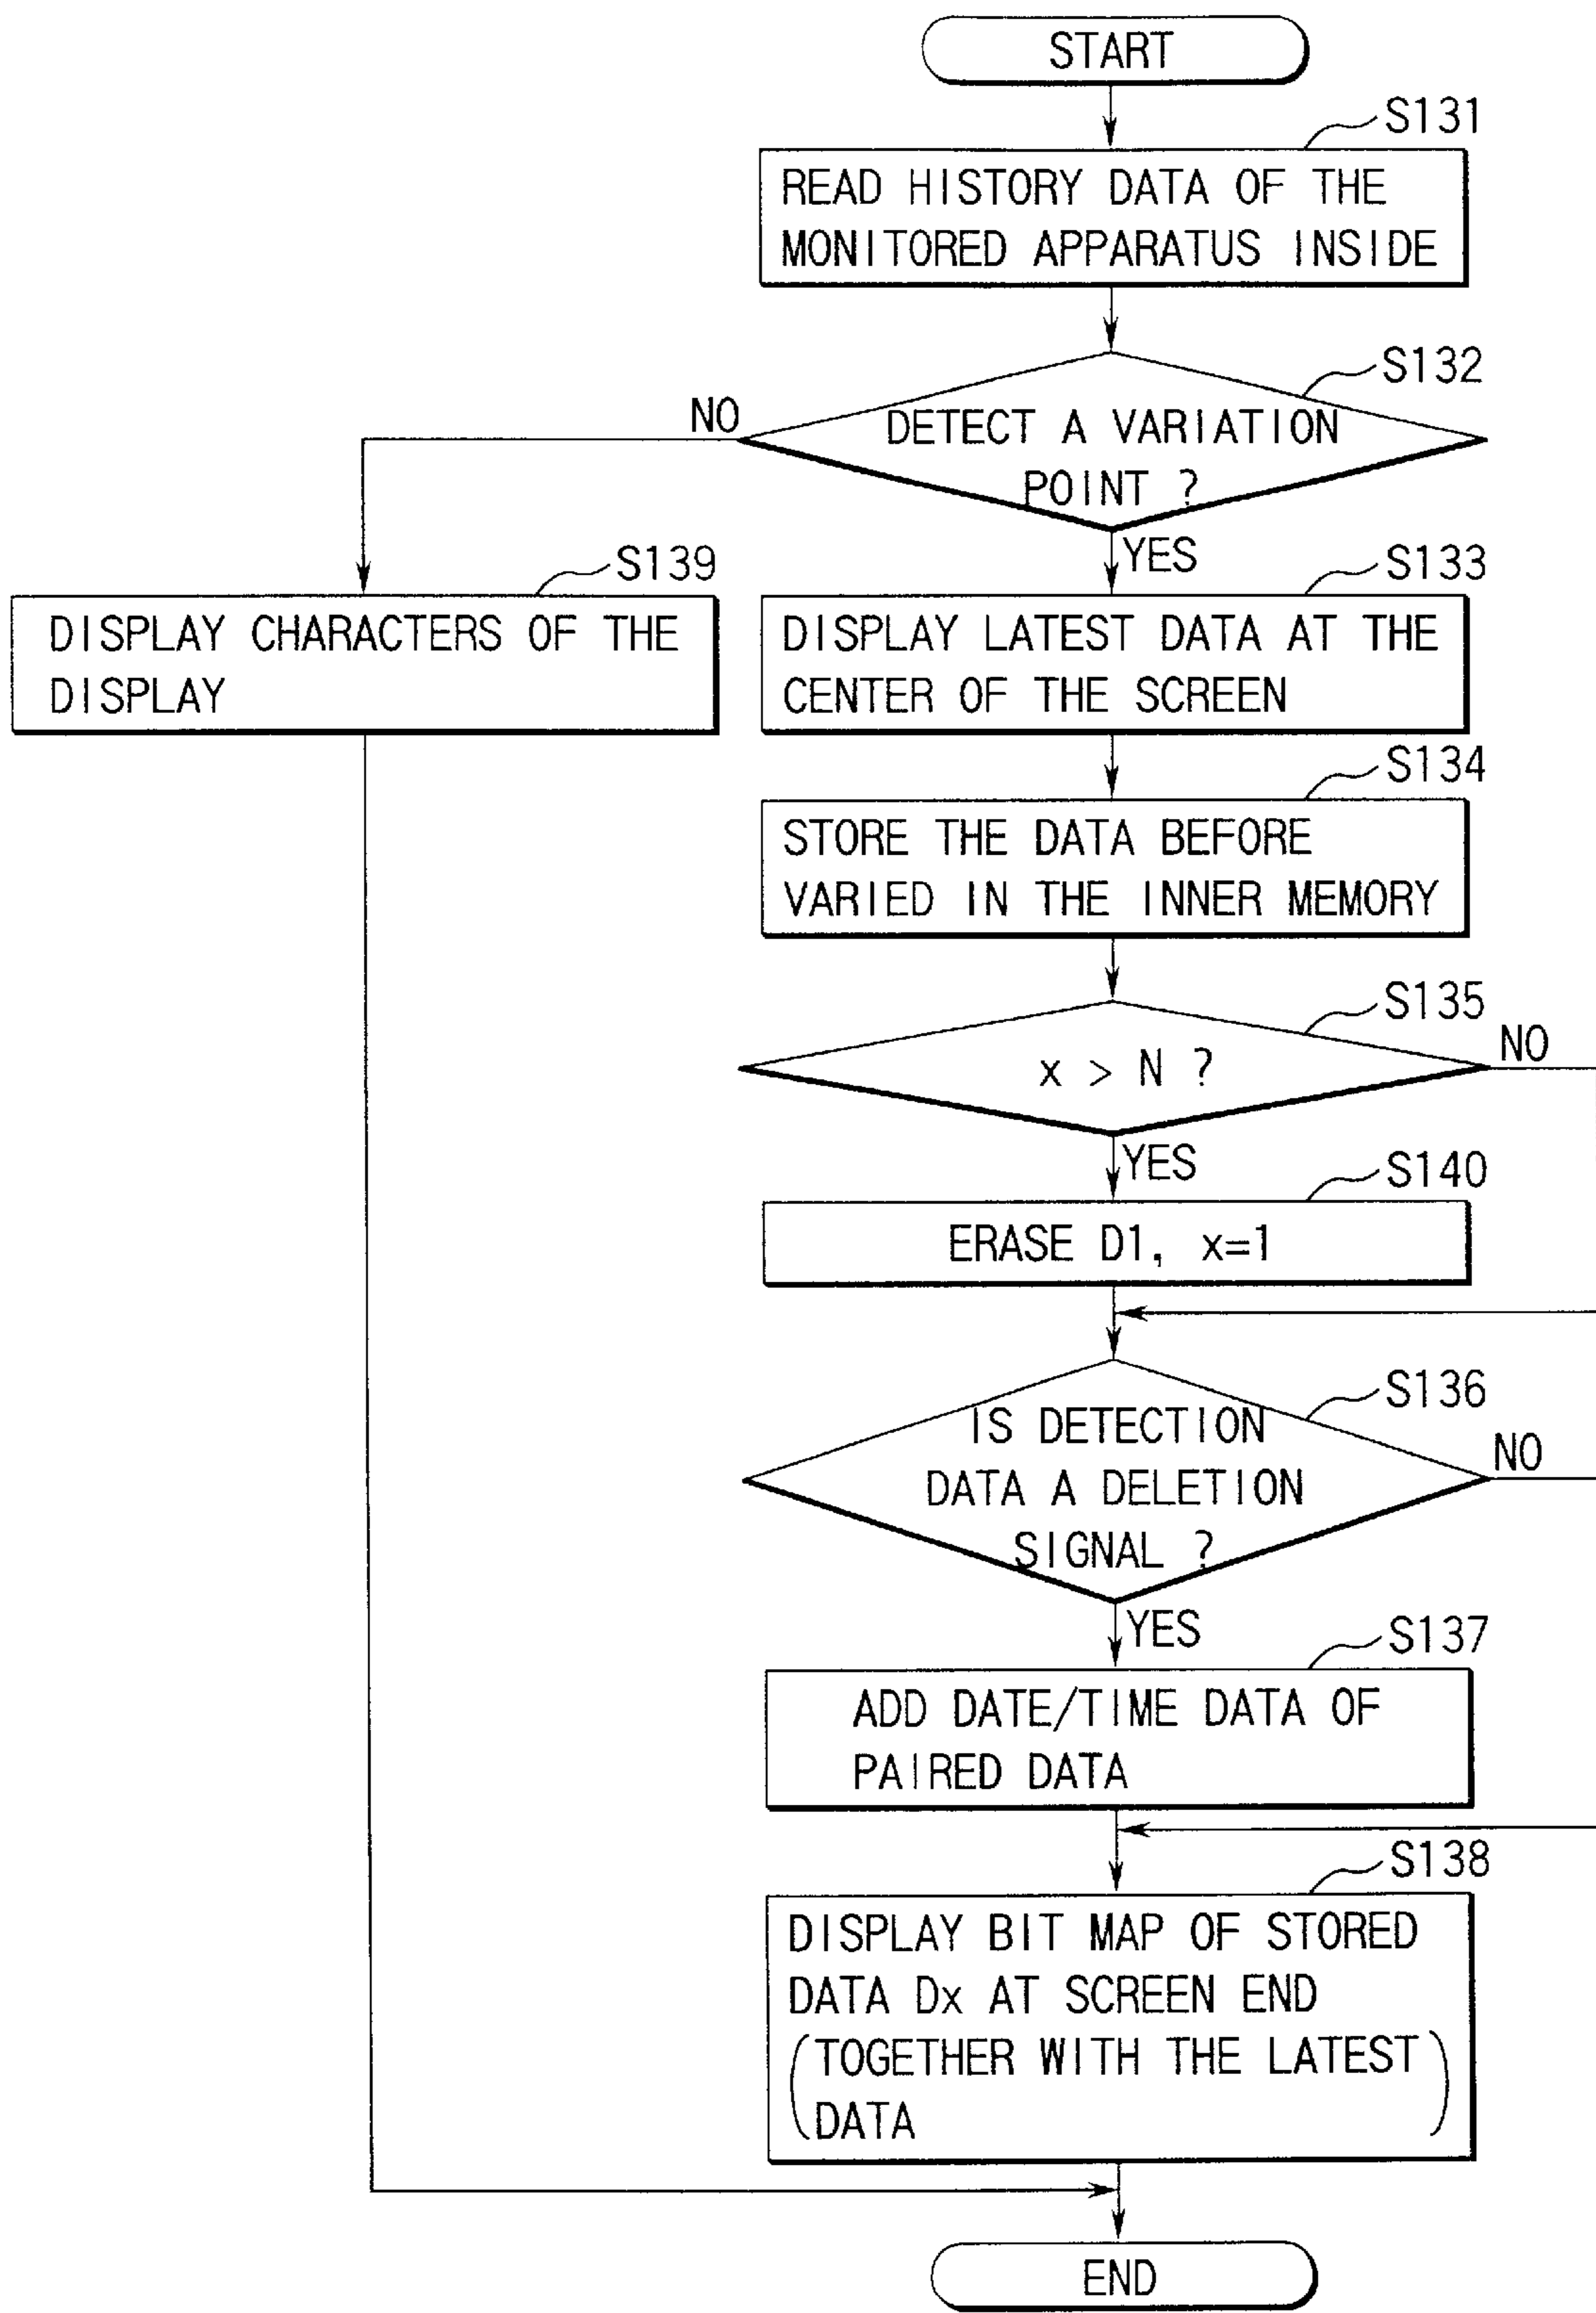 START
S131
READ HISTORY DATA OF THE
MONITORED APPARATUS INSIDE
S132
NO
DETECT A VARIATION
POINT ?
YES
S139
DISPLAY CHARACTERS OF THE
DISPLAY
S133
DISPLAY LATEST DATA AT THE
CENTER OF THE SCREEN
S134
STORE THE DATA BEFORE
VARIED IN THE INNER MEMORY
S135
x > N ?
NO
YES
S140
ERASE D1, x=1
S136
IS DETECTION
DATA A DELETION
SIGNAL ?
NO
YES
S137
ADD DATE/TIME DATA OF
PAIRED DATA
S138
DISPLAY BIT MAP OF STORED
DATA Dx AT SCREEN END
(TOGETHER WITH THE LATEST
DATA)
END